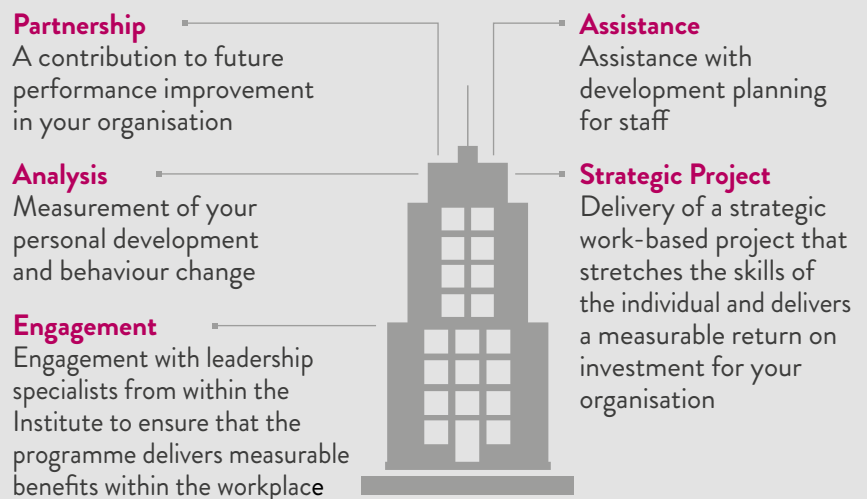 Partnership
A contribution to future
performance improvement
in your organisation
Analysis
Measurement of your
personal development
and behaviour change
Engagement
Engagement with leadership
specialists from within the
Institute to ensure that the
programme delivers measurable
benefits within the workplace
Assistance
Assistance with
development planning
for staff
Strategic Project
Delivery of a strategic
work-based project that
stretches the skills of
the individual and delivers
a measurable return on
investment for your
organisation